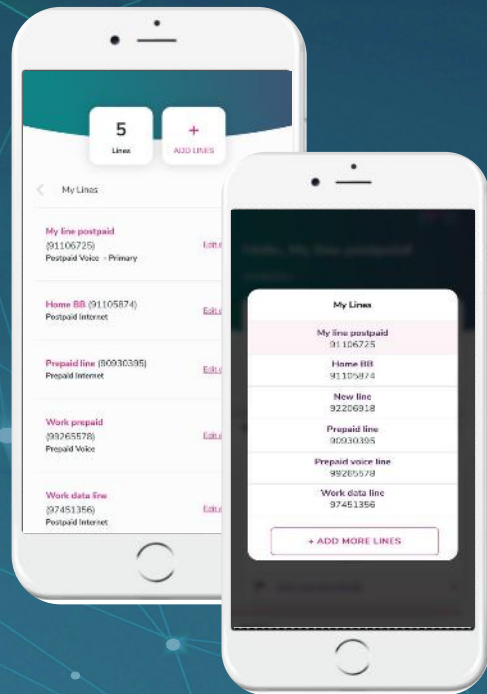 5
Lines
+
ADD LINES
My Lines
My line postpaid
(91106725)
Postpaid Voice - Primary
Home BB (91105874)
Postpaid Internet
Edit
Prepaid line (90930395)
Prepaid Internet
Work prepaid
(99265578)
Prepaid Voice
Edit
Work data line
(97451356)
Postpaid Internet
My Lines
My line postpaid
91106725
Home BB
91105874
New line
92206918
Prepaid line
90930395
Prepaid voice line
99265578
Work data line
97451356
+ ADD MORE LINES